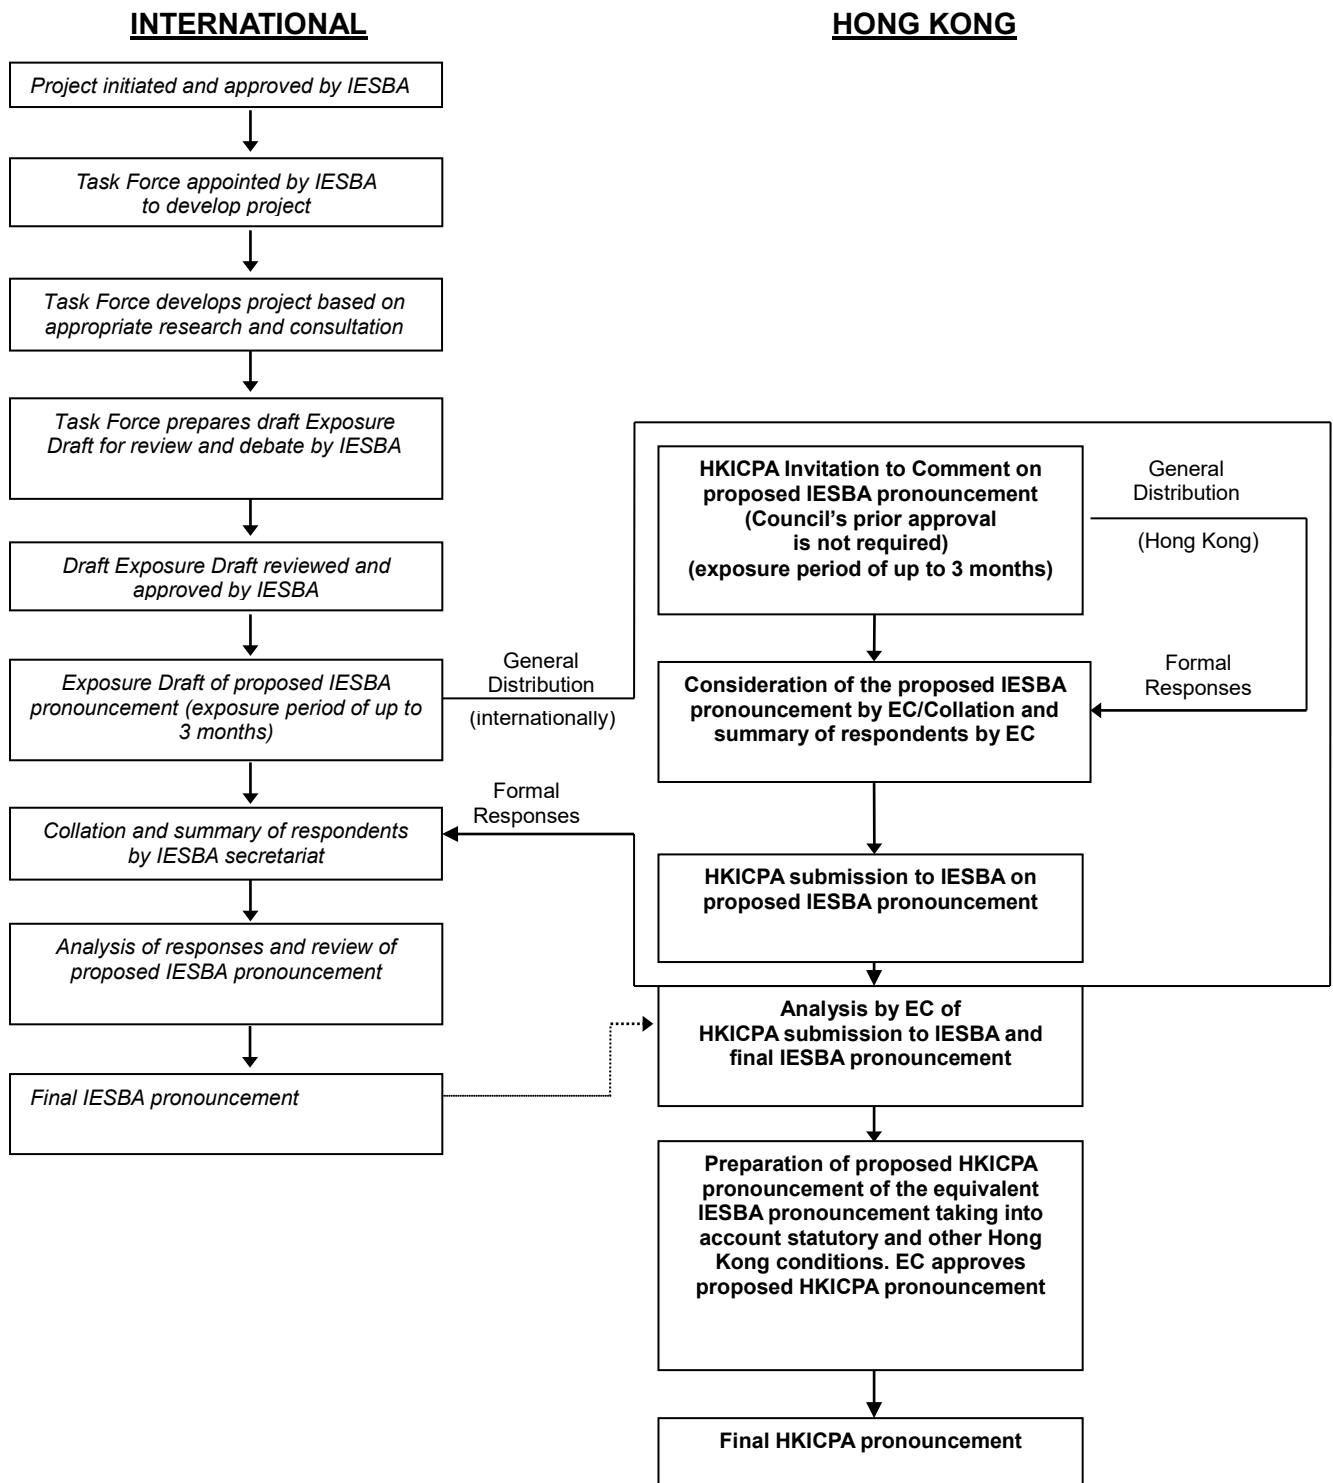 INTERNATIONAL
Project initiated and approved by IESBA
Task Force appointed by IESBA
to develop project
Task Force develops project based on
appropriate research and consultation
Task Force prepares draft Exposure
Draft for review and debate by IESBA
Draft Exposure Draft reviewed and
approved by IESBA
Exposure Draft of proposed IESBA
pronouncement (exposure period of up to
3 months)
General
Distribution
(internationally)
Formal
Responses
Collation and summary of respondents
by IESBA secretariat
Analysis of responses and review of
proposed IESBA pronouncement
Final IESBA pronouncement
HONG KONG
HKICPA Invitation to Comment on
proposed IESBA pronouncement
(Council's prior approval
is not required)
(exposure period of up to 3 months)
General
Distribution
(Hong Kong)
Formal
Responses
Consideration of the proposed IESBA
pronouncement by EC/Collation and
summary of respondents by EC
HKICPA submission to IESBA on
proposed IESBA pronouncement
Analysis by EC of
HKICPA submission to IESBA and
final IESBA pronouncement
Preparation of proposed HKICPA
pronouncement of the equivalent
IESBA pronouncement taking into
account statutory and other Hong
Kong conditions. EC approves
proposed HKICPA pronouncement
Final HKICPA pronouncement